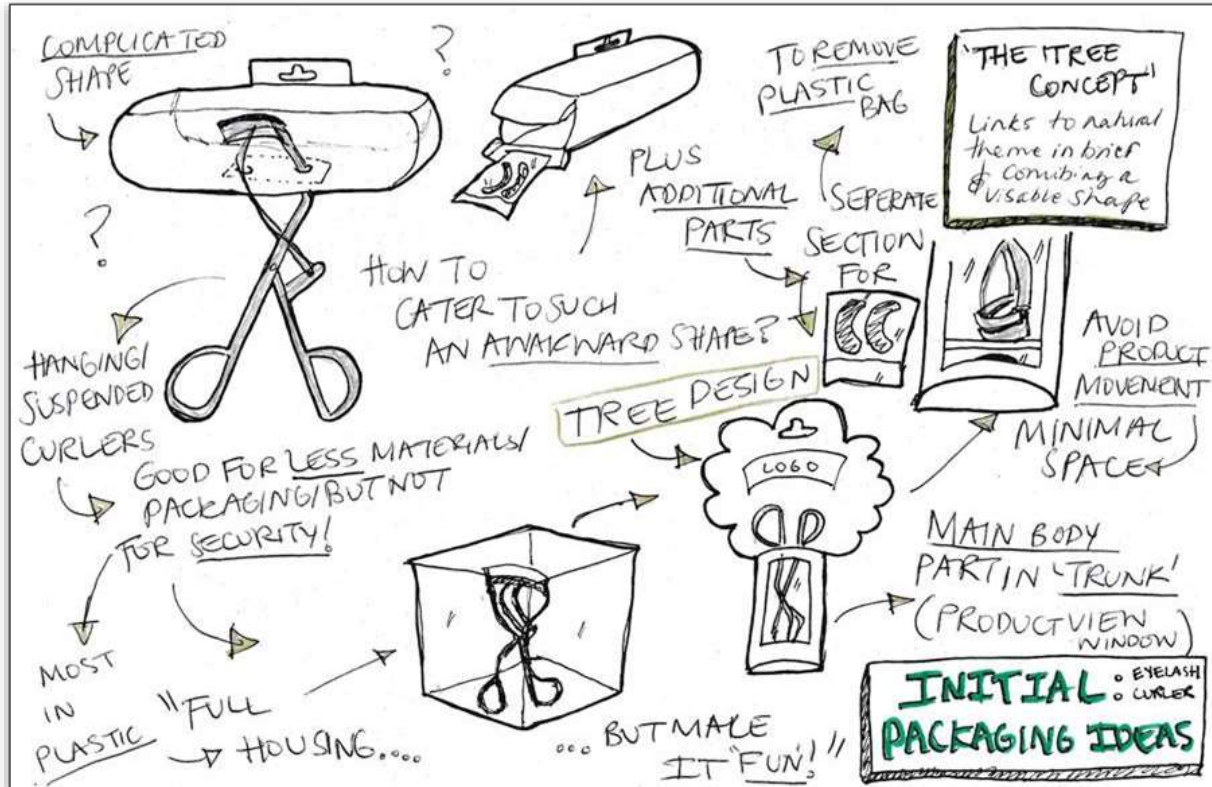 COMPLICATED
SHAPE
?
?
HANGING/
SUSPENDED
CURLERS
GOOD FOR LESS MATERIALS/
PACKAGING/BUT NOT
FOR SECURITY!
MOST
IN
PLASTIC
"FULL
HOUSING....
... BUT MAKE
IT 'FUN'!"
HOW TO
CATER TO SUCH
AN AWAKWARD SHAPE?
PLUS
ADDITIONAL
PARTS
SEPERATE
SECTION
FOR
TO REMOVE
PLASTIC
BAG
'THE 'TREE
CONCEPT'
Links to natural
theme in brief
& combing a
visable shape
TREE DESIGN
LOGO
AVOID
PRODUCT
MOVEMENT
MINIMAL
SPACE
MAIN BODY
PART IN 'TRUNK'
(PRODUCT VIEW
WINDOW)
INITIAL : EYELASH
CURLER
PACKAGING IDEAS